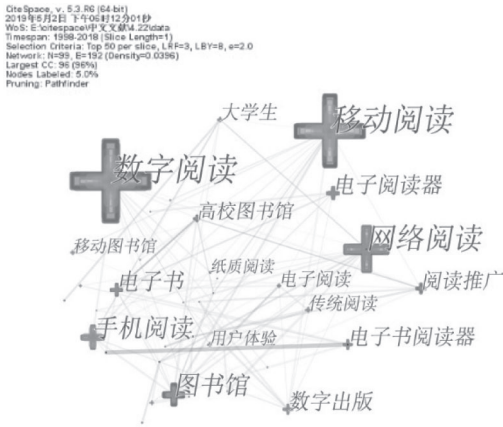 CiteSpace, v. 5.3.R6 (64-bit)
2019年5月2日 下午06时12分01秒
WoS: E:\citespace\中文文献\4.22\data
Timespan: 1998-2018 (Slice Length=1)
Selection Criteria: Top 50 per slice, LRF=3, LBY=8, e=2.0
Network: N=99, E=192 (Density=0.0396)
Largest CC: 96 (96%)
Nodes Labeled: 5.0%
Pruning: Pathfinder
大学生
移动阅读
数字阅读
电子阅读器
高校图书馆
网络阅读
移动图书馆
纸质阅读
电子书
电子阅读
阅读推广
传统阅读
手机阅读
用户体验
电子书阅读器
图书馆
数字出版